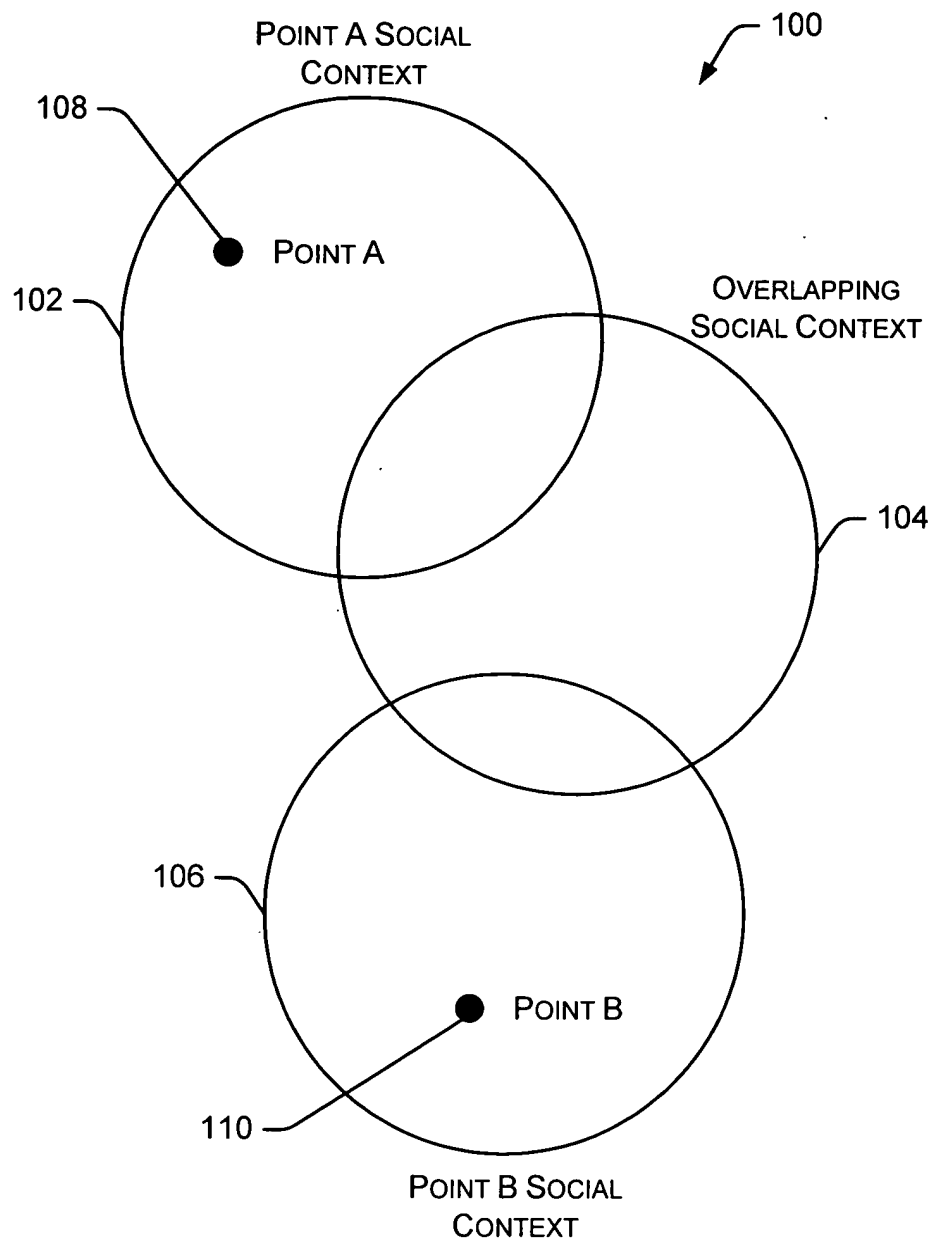 POINT A SOCIAL
CONTEXT
100
108
POINT A
102
OVERLAPPING
SOCIAL CONTEXT
104
106
POINT B
110
POINT B SOCIAL
CONTEXT